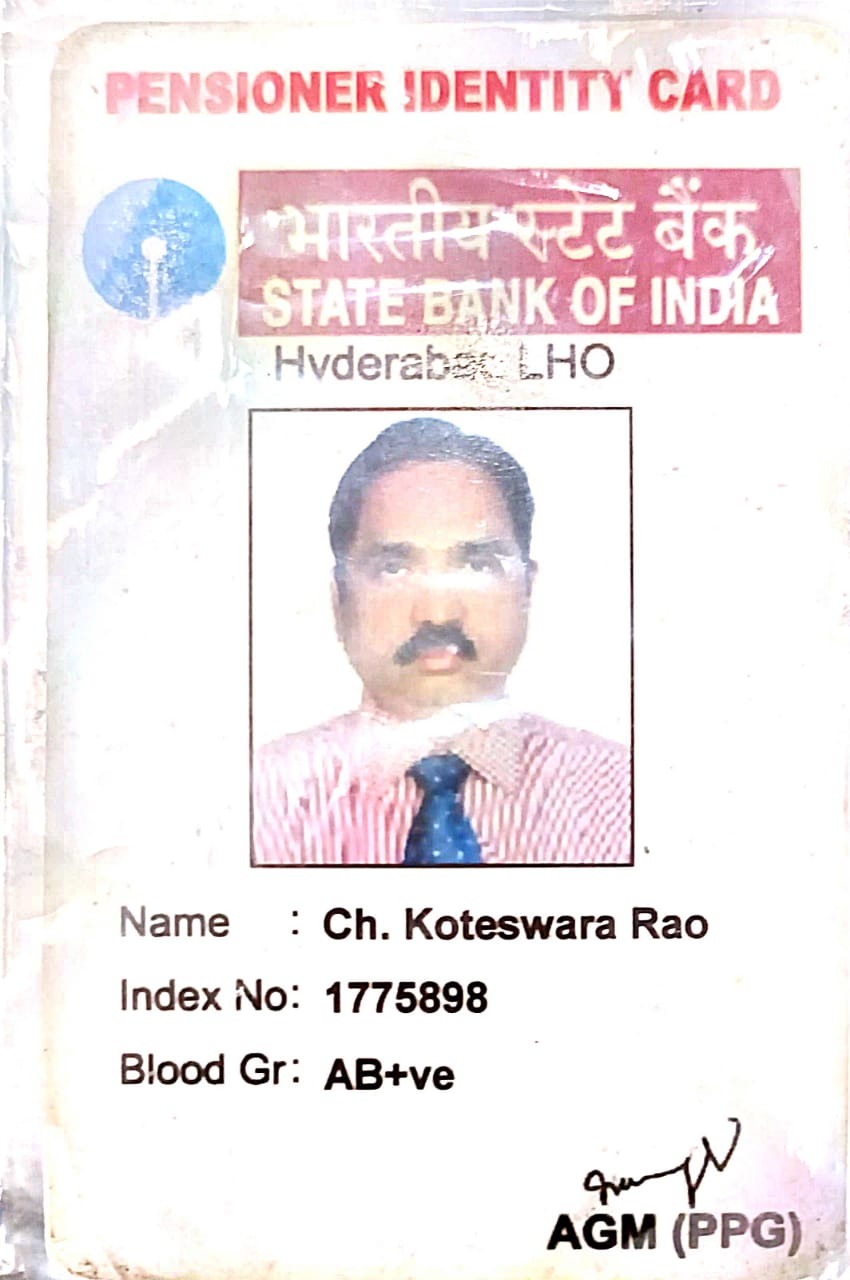 PENSIONER IDENTITY CARD
भारतीय स्टेट बैंक
STATE BANK OF INDIA
Hyderabad LHO
Name : Ch. Koteswara Rao
Index No: 1775898
Blood Gr: AB+ve
AGM (PPG)